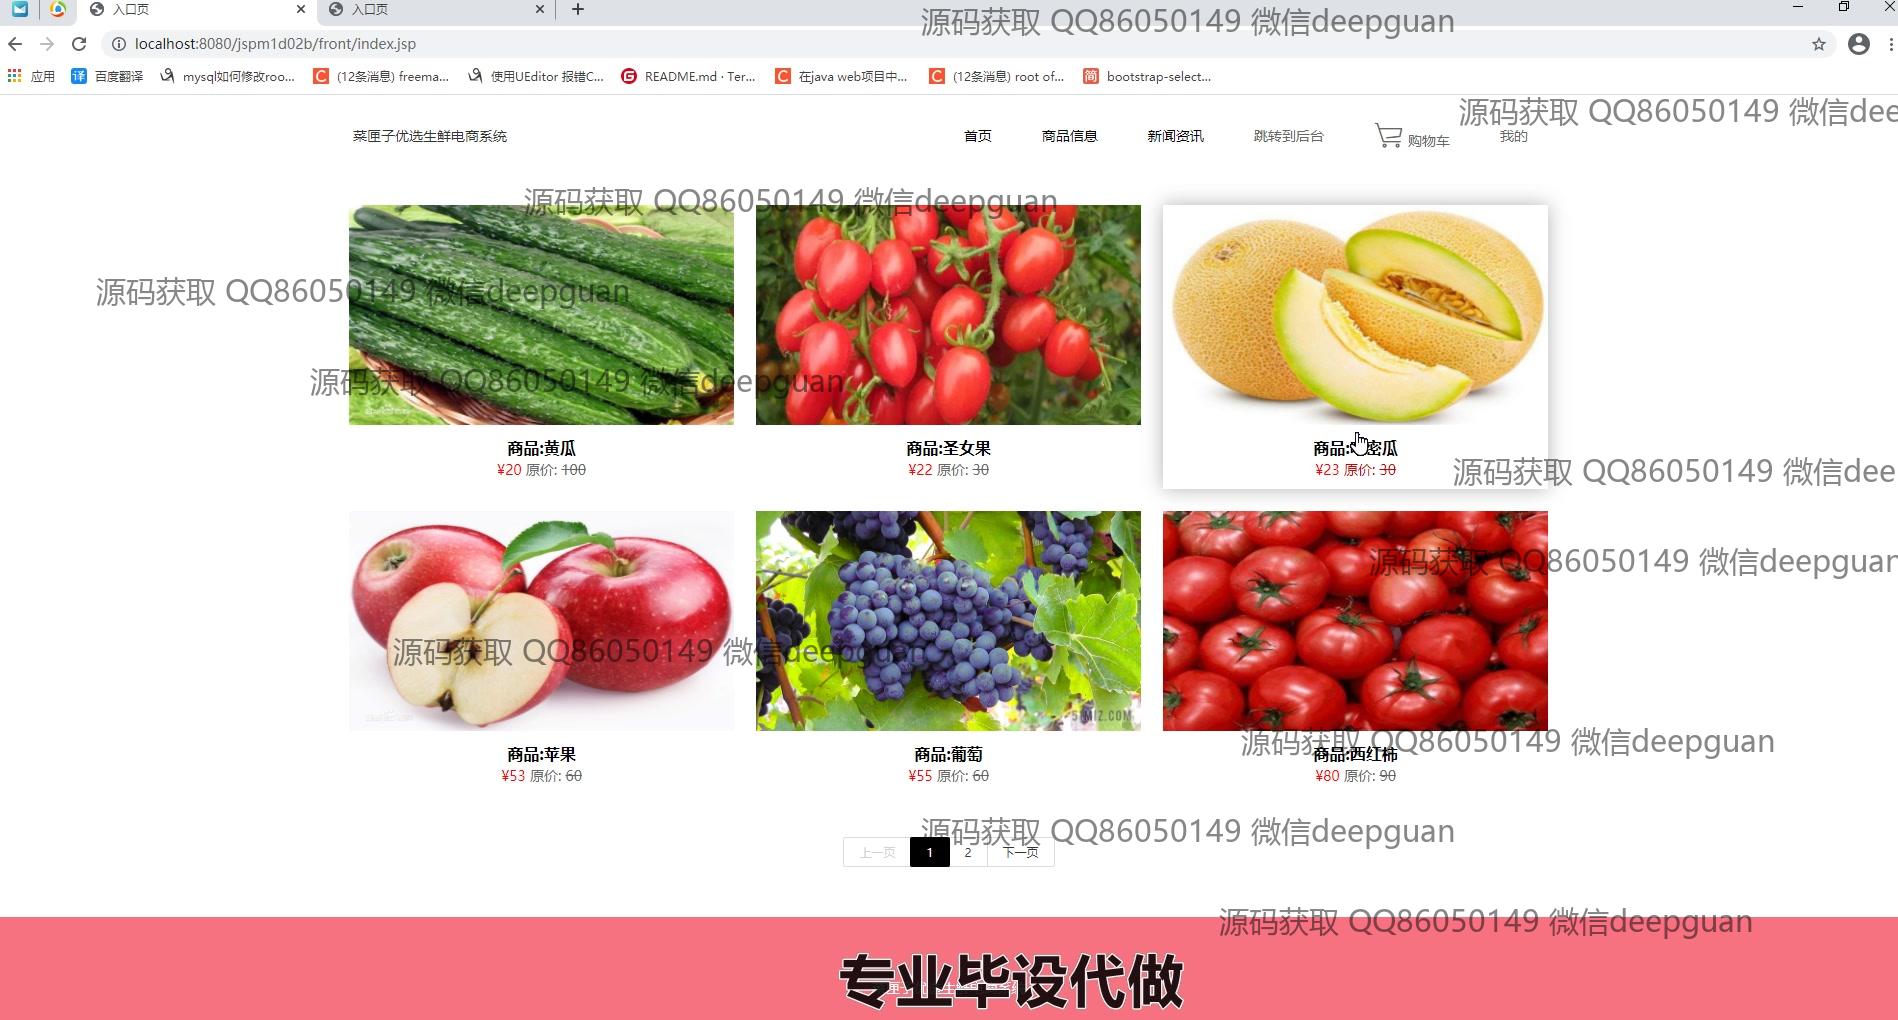 入口页
入口页
源码获取 QQ86050149 微信deepguan
localhost:8080/jspm1d02b/front/index.jsp
应用 百度翻译 mysql如何修改roo... (12条消息) freema... 使用UEditor 报错C... README.md · Ter... 在java web项目中... (12条消息) root of... bootstrap-select...
源码获取 QQ86050149 微信dee
菜匣子优选生鲜电商系统 首页 商品信息 新闻资讯 跳转到后台 购物车 我的
源码获取 QQ86050149 微信deepguan
源码获取 QQ86050149 微信deepguan
源码获取 QQ86050149 微信deepguan
商品:黄瓜
¥20 原价: 100
商品:圣女果
¥22 原价: 30
商品: 密瓜
¥23 原价: 30
源码获取 QQ86050149 微信dee
源码获取 QQ86050149 微信deepguan
源码获取 QQ86050149 微信deepguan
51MIZ.COM
商品:苹果
¥53 原价: 60
商品:葡萄
¥55 原价: 60
商品:西红柿
¥80 原价: 90
源码获取 QQ86050149 微信deepguan
源码获取 QQ86050149 微信deepguan
上一页 1 2 下一页
源码获取 QQ86050149 微信deepguan
专业毕设代做